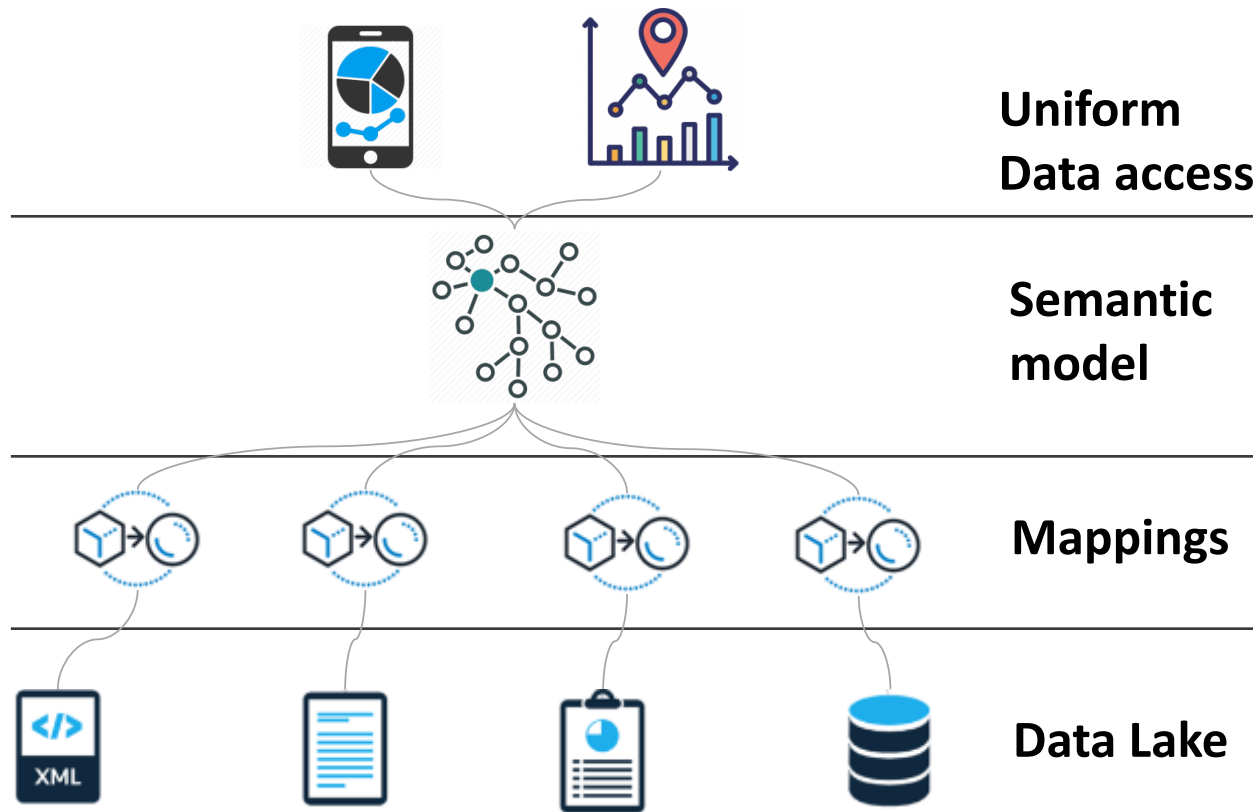 Uniform
Data access
Semantic
model
Mappings
</>
XML
Data Lake